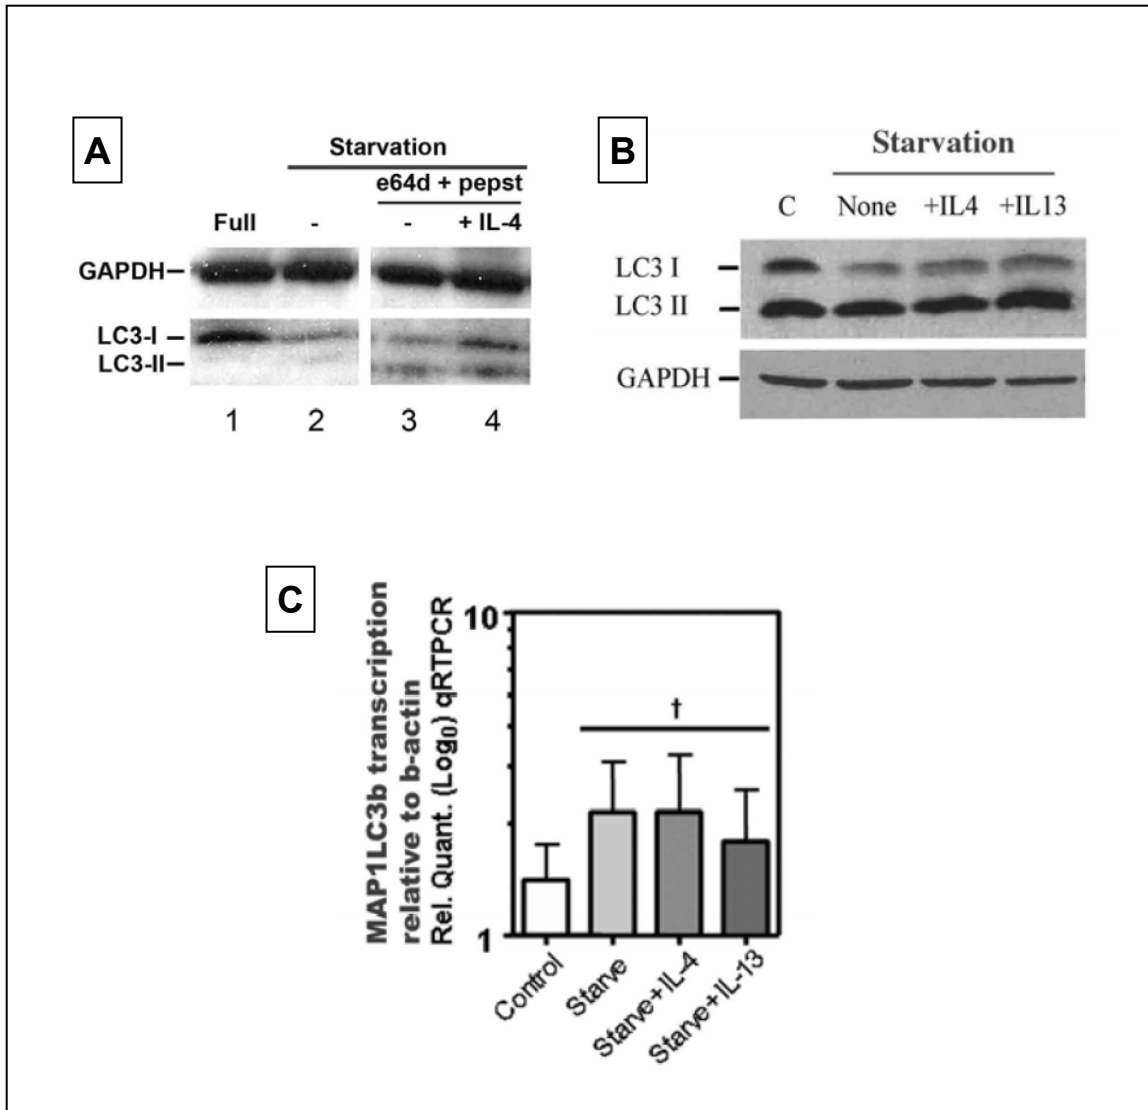 A
Starvation
e64d + pepst
Full - - + IL-4
GAPDH
LC3-I
LC3-II
1 2 3 4
B
Starvation
C None +IL4 +IL13
LC3 I
LC3 II
GAPDH
C
MAP1LC3b transcription
relative to b-actin
Rel. Quant. (Log₀) qRTPCR
10
1
†
Control
Starve
Starve+IL-4
Starve+IL-13